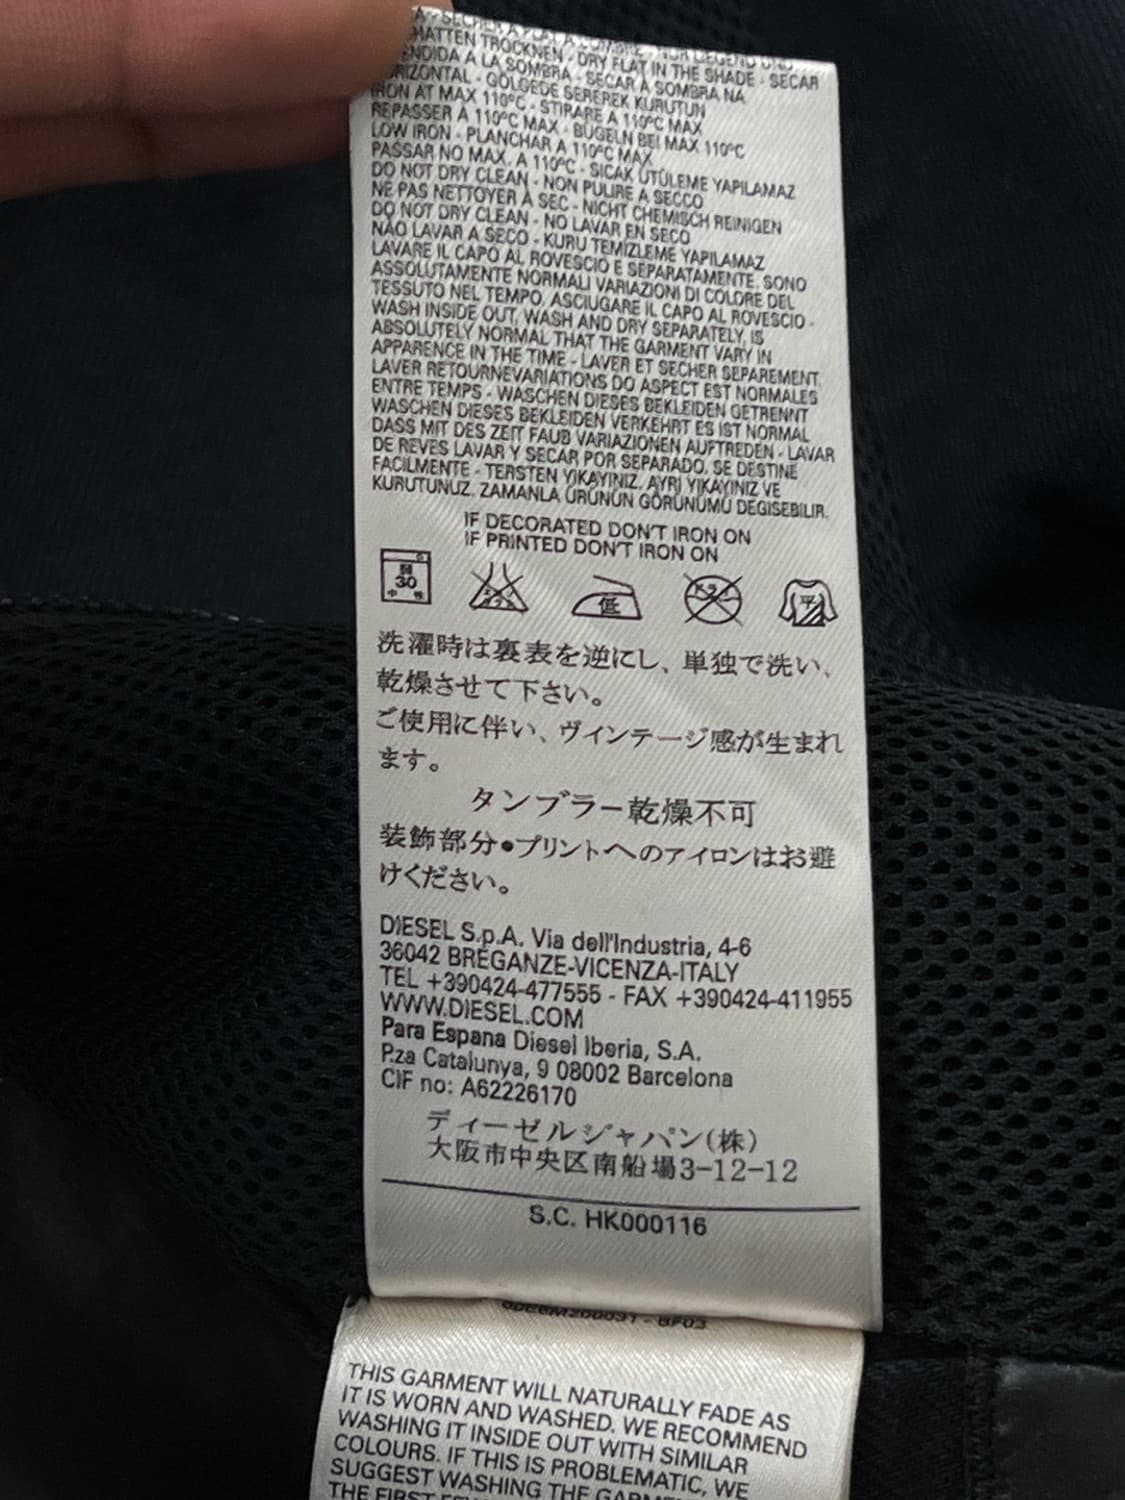 SECHER A PLAT A L'OMBRE
HATTEN TROCKNEN - DRY FLAT IN THE SHADE - SECAR
ENDIDA A LA SOMBRA - SECAR À SOMBRA NA
RIZONTAL - GÖLGEDE SEREREK KURUTUN
IRON AT MAX 110°C - STIRARE A 110°C MAX
REPASSER À 110°C MAX - BÜGELN BEI MAX 110°C
LOW IRON - PLANCHAR A 110°C MAX
PASSAR NO MAX. A 110°C - SICAK ÜTÜLEME YAPILAMAZ
DO NOT DRY CLEAN - NON PULIRE A SECCO
NE PAS NETTOYER À SEC - NICHT CHEMISCH REINIGEN
DO NOT DRY CLEAN - NO LAVAR EN SECO
NÃO LAVAR A SECO - KURU TEMİZLEME YAPILAMAZ
LAVARE IL CAPO AL ROVESCIO E SEPARATAMENTE. SONO
ASSOLUTAMENTE NORMALI VARIAZIONI DI COLORE DEL
TESSUTO NEL TEMPO. ASCIUGARE IL CAPO AL ROVESCIO -
WASH INSIDE OUT. WASH AND DRY SEPARATELY, IS
ABSOLUTELY NORMAL THAT THE GARMENT VARY IN
APPARENCE IN THE TIME - LAVER ET SECHER SEPAREMENT.
LAVER RETOURNEVARIATIONS DO ASPECT EST NORMALES
ENTRE TEMPS - WASCHEN DIESES BEKLEIDEN GETRENNT
WASCHEN DIESES BEKLEIDEN VERKEHRT ES IST NORMAL
DASS MIT DES ZEIT FAUB VARIAZIONEN AUFTREDEN - LAVAR
DE REVES LAVAR Y SECAR POR SEPARADO. SE DESTINE
FACILMENTE - TERSTEN YIKAYINIZ. AYRI YIKAYINIZ VE
KURUTUNUZ. ZAMANLA ÜRÜNÜN GÖRÜNÜMÜ DEGISEBILIR.
IF DECORATED DON'T IRON ON
IF PRINTED DON'T IRON ON
30
中 性
低
平
洗濯時は裏表を逆にし、単独で洗い、
乾燥させて下さい。
ご使用に伴い、ヴィンテージ感が生まれ
ます。
タンブラー乾燥不可
装飾部分●プリントへのアイロンはお避
けください。
DIESEL S.p.A. Via dell'Industria, 4-6
36042 BREGANZE-VICENZA-ITALY
TEL +390424-477555 - FAX +390424-411955
WWW.DIESEL.COM
Para Espana Diesel Iberia, S.A.
P.za Catalunya, 9 08002 Barcelona
CIF no: A62226170
ディーゼルジャパン(株)
大阪市中央区南船場3-12-12
S.C. HK000116
THIS GARMENT WILL NATURALLY FADE AS
IT IS WORN AND WASHED. WE RECOMMEND
WASHING IT INSIDE OUT WITH SIMILAR
COLOURS. IF THIS IS PROBLEMATIC, WE
SUGGEST WASHING THE
THE FIRST